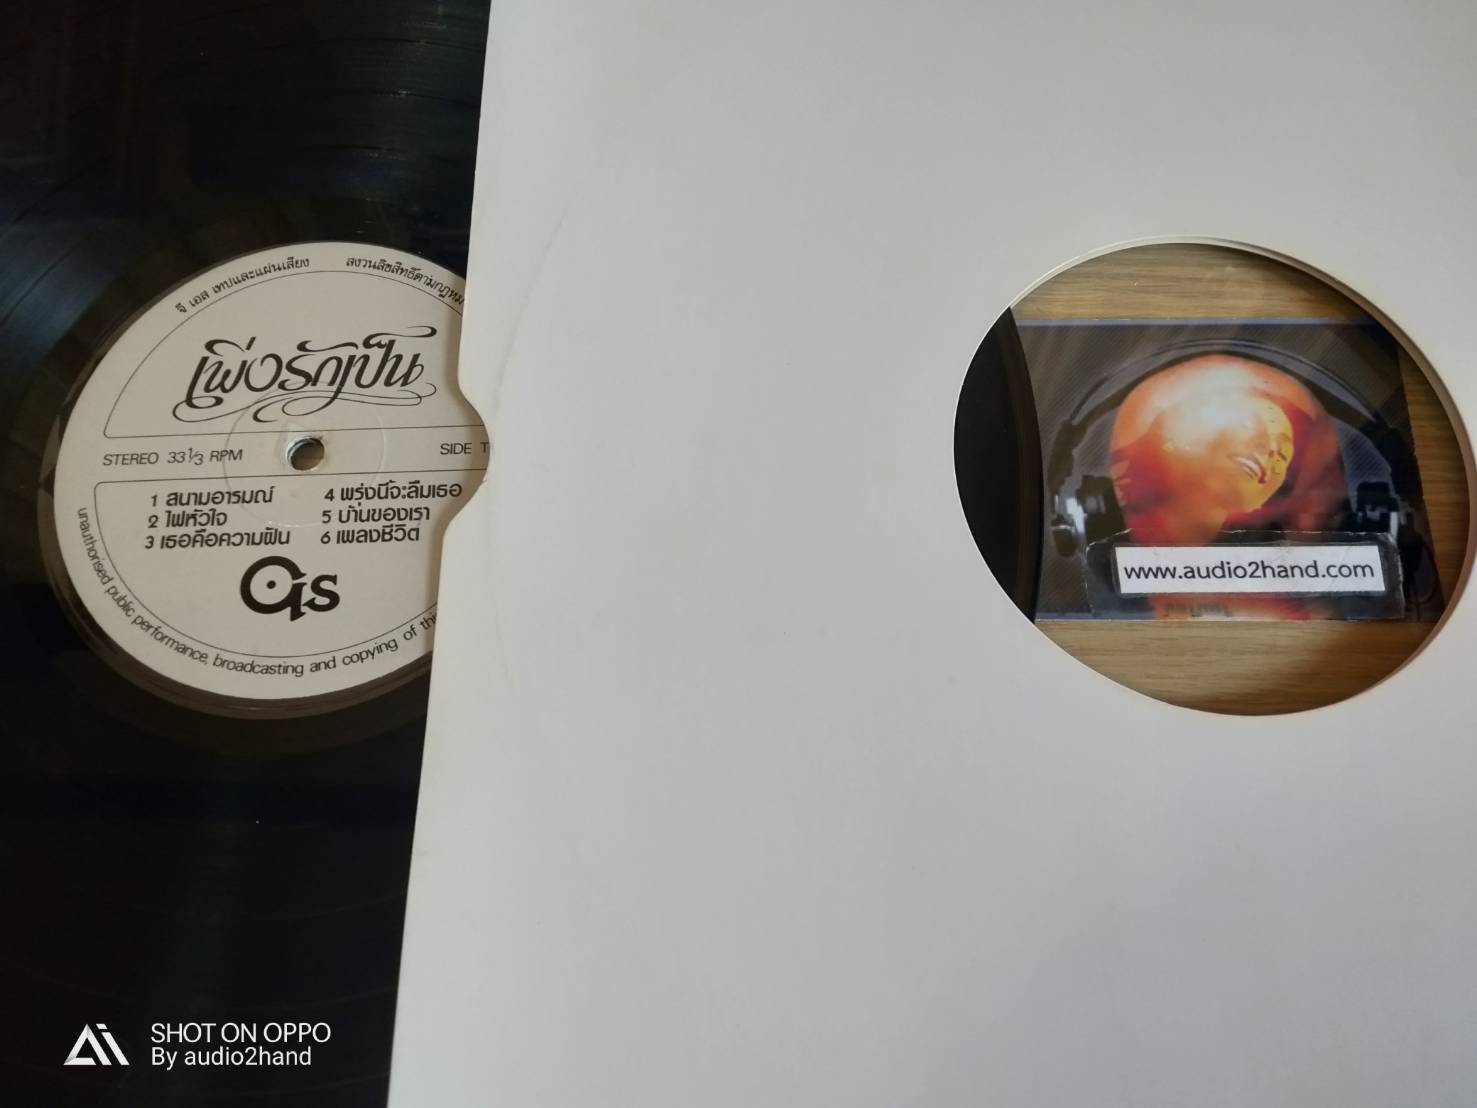 จี เอส เทปและแผ่นเสียง สงวนลิขสิทธิ์ตามกฎหม
เพิ่งรักเป็น
STEREO 33⅓ RPM SIDE T
1 สนามอารมณ์ 4 พรุ่งนี้จะลืมเธอ
2 ไฟหัวใจ 5 บ้านของเรา
3 เธอคือความฝัน 6 เพลงชีวิต
GS
unauthorised public performance, broadcasting and copying of this
www.audio2hand.com
SHOT ON OPPO
By audio2hand